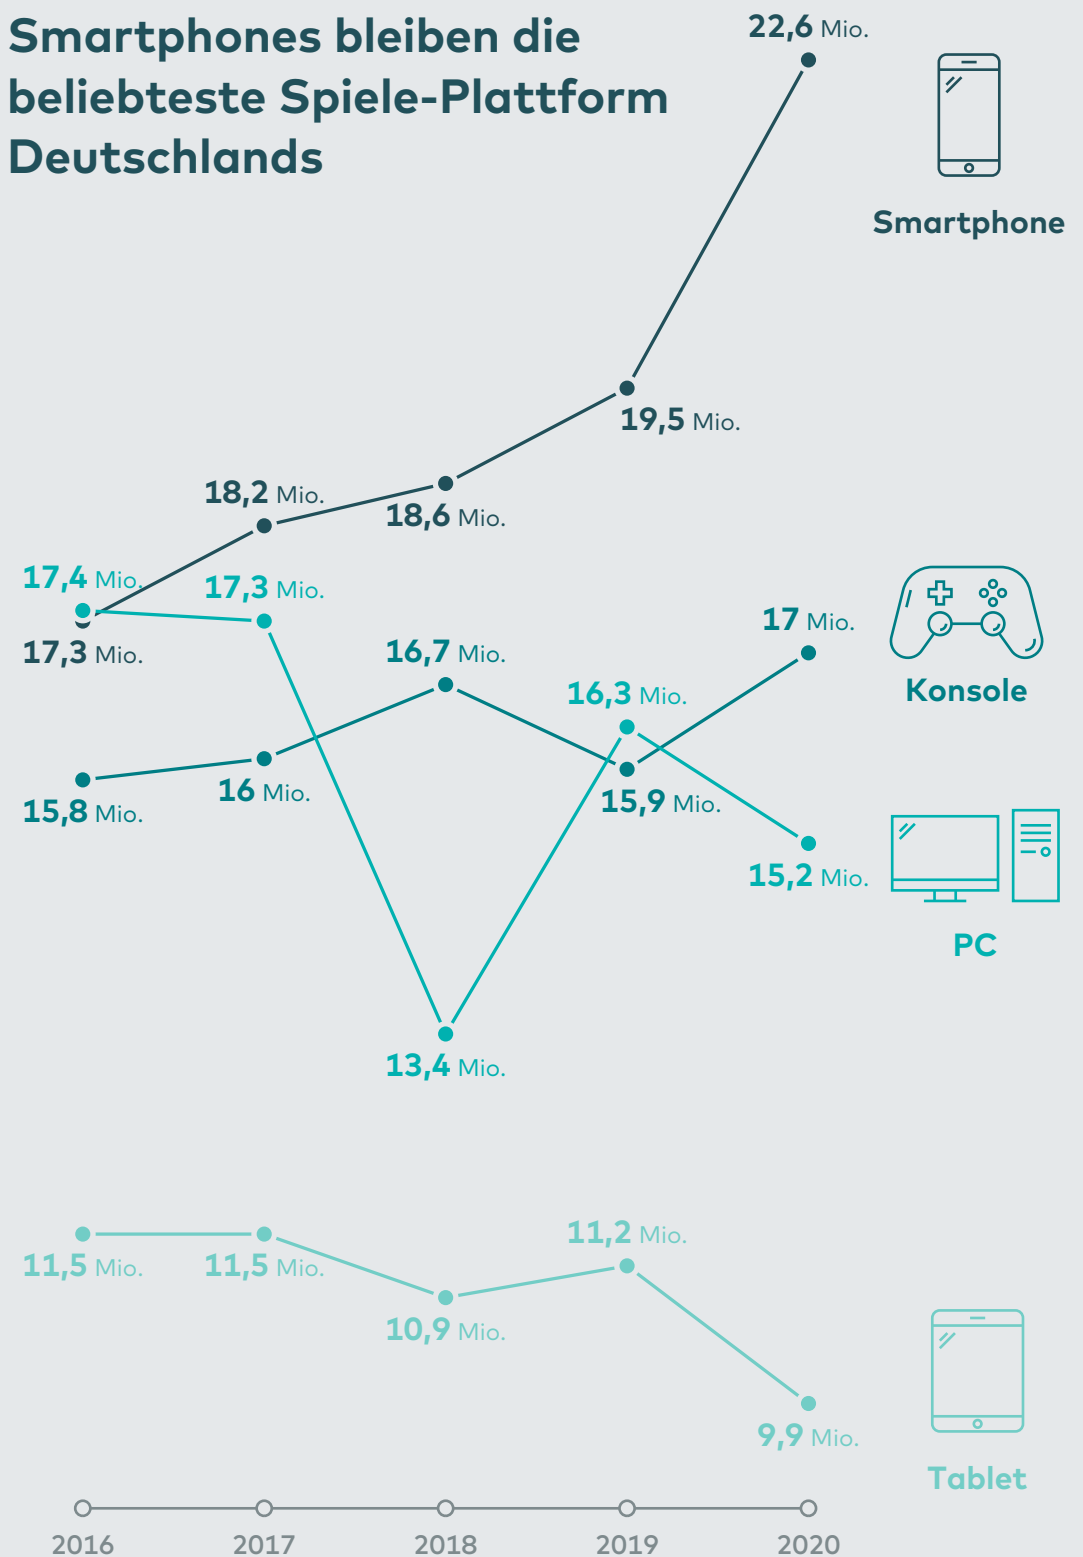 Smartphones bleiben die
beliebteste Spiele-Plattform
Deutschlands
22,6 Mio.
Smartphone
19,5 Mio.
18,2 Mio.
18,6 Mio.
17,4 Mio.
17,3 Mio.
17,3 Mio.
17 Mio.
16,7 Mio.
16,3 Mio.
Konsole
15,8 Mio.
16 Mio.
15,9 Mio.
15,2 Mio.
PC
13,4 Mio.
11,5 Mio.
11,5 Mio.
11,2 Mio.
10,9 Mio.
9,9 Mio.
Tablet
2016 2017 2018 2019 2020